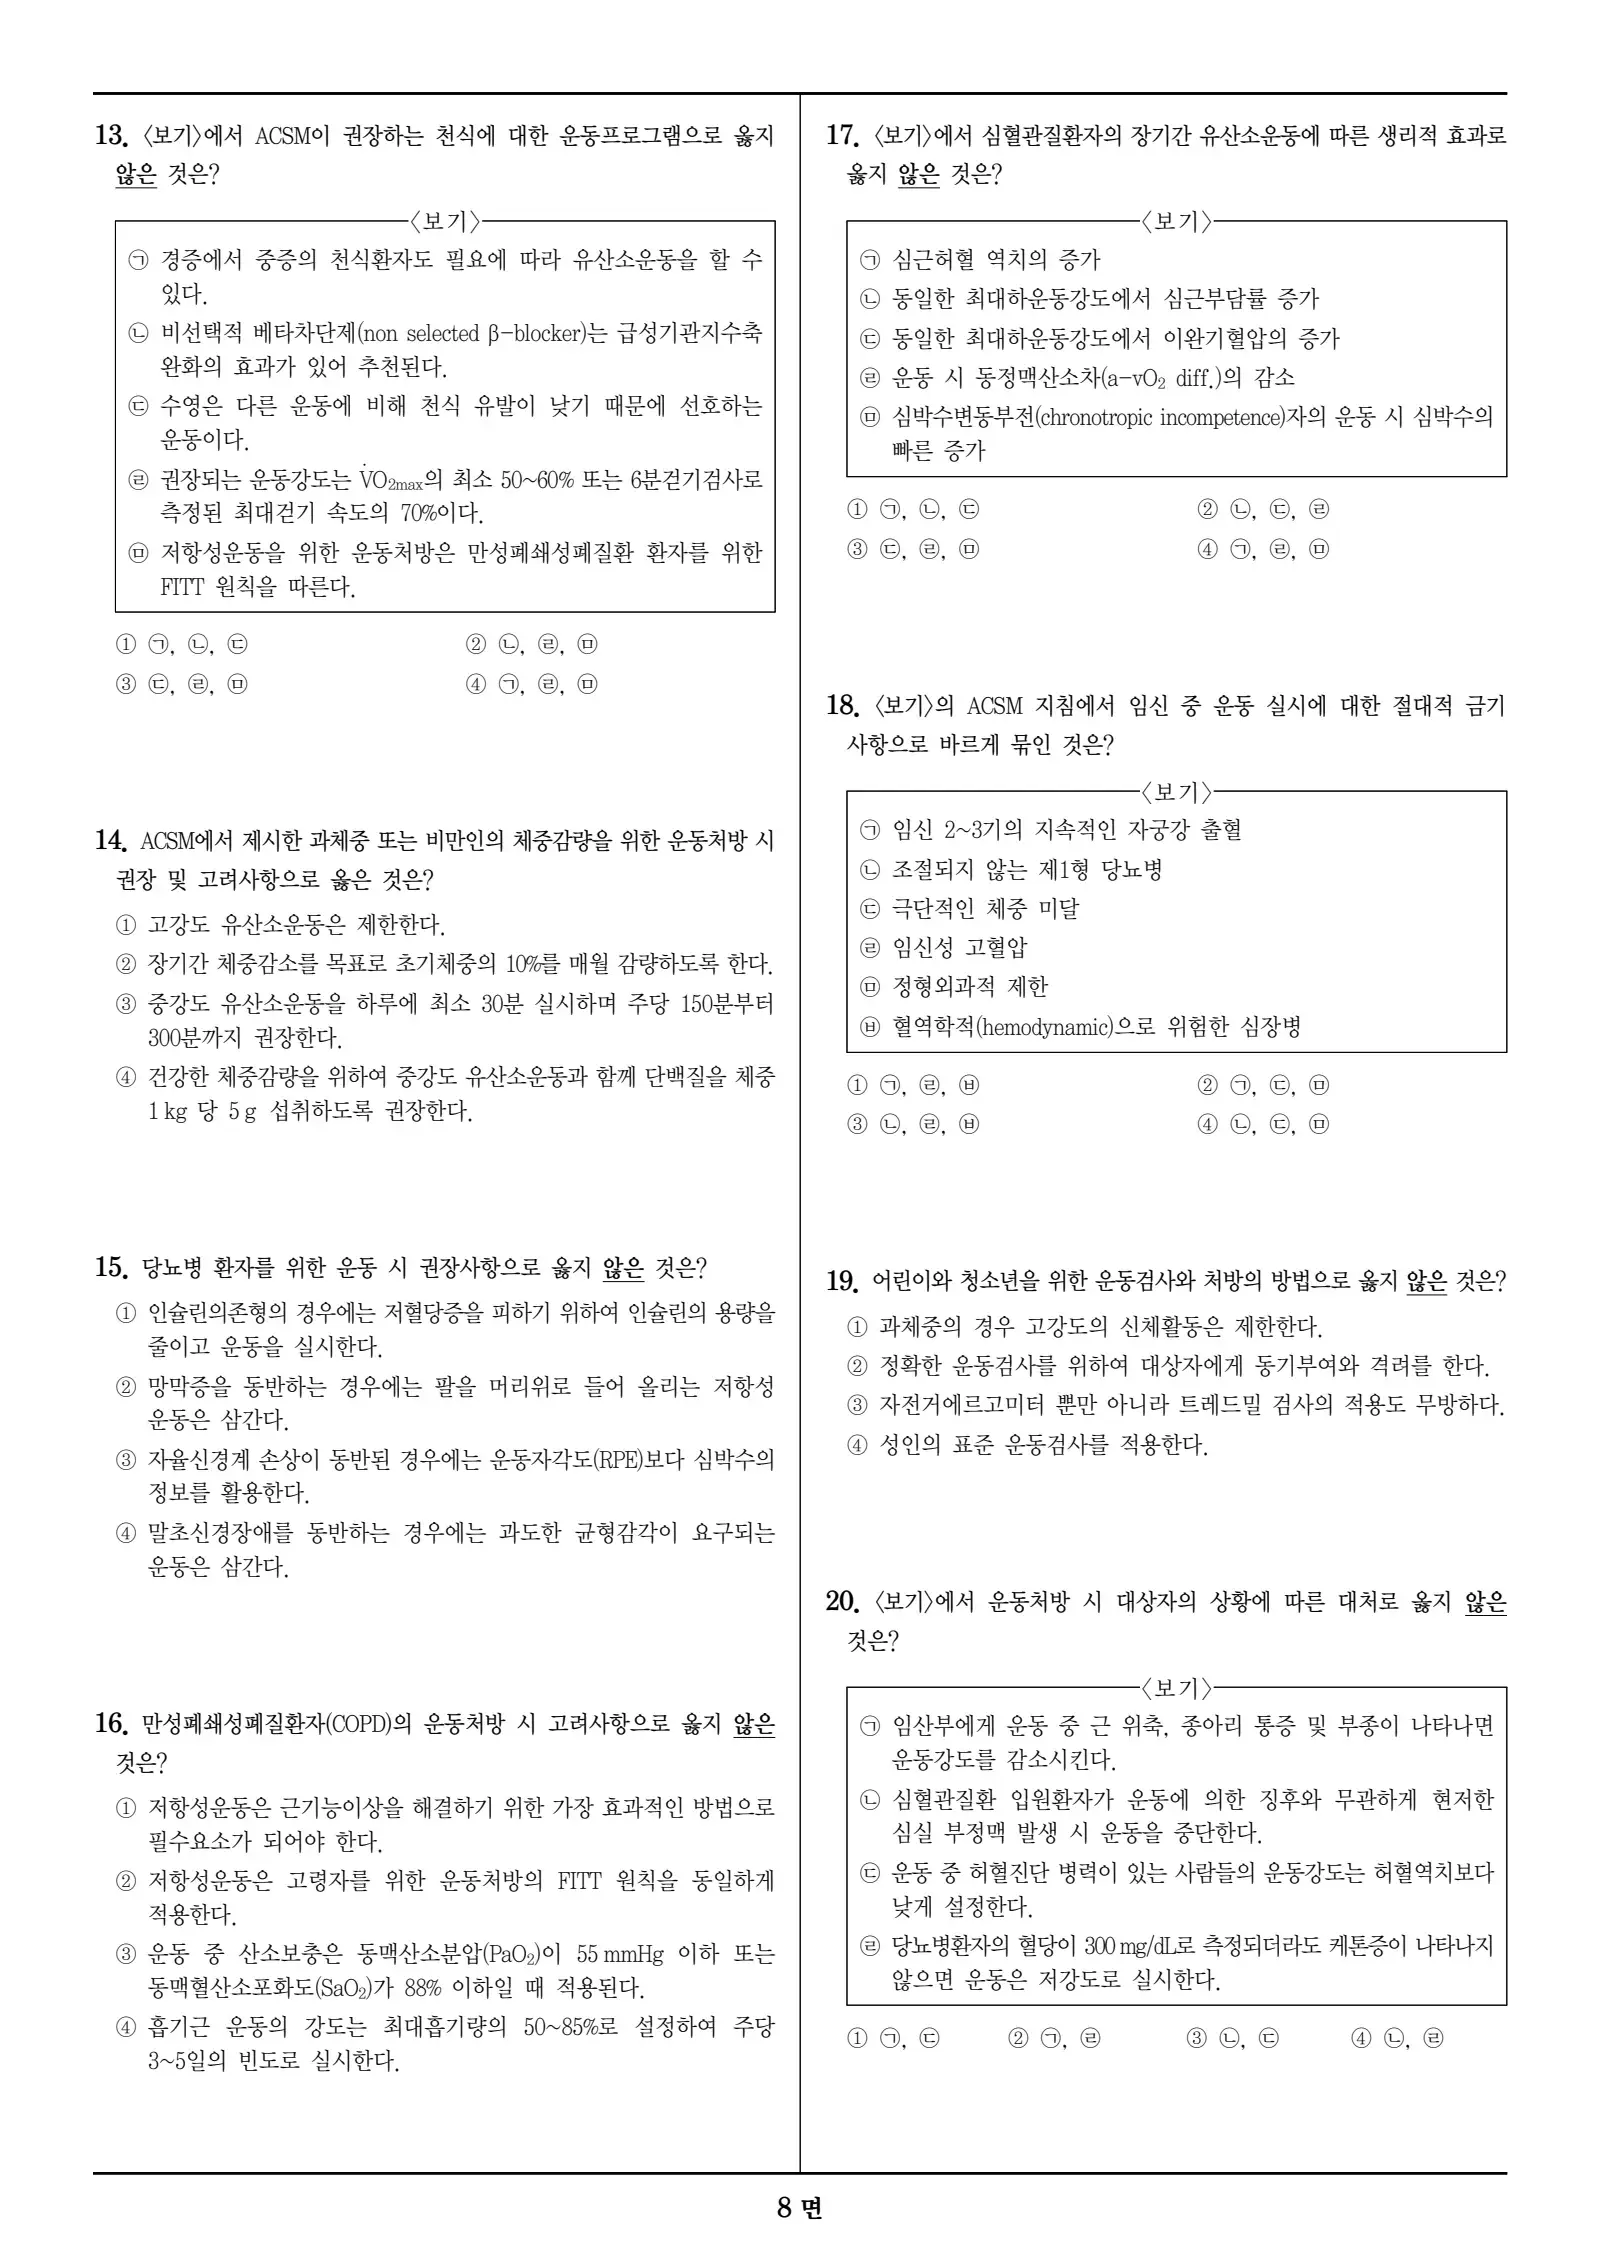 13. 〈보기〉에서 ACSM이 권장하는 천식에 대한 운동프로그램으로 옳지
않은 것은?
〈보기〉
㉠ 경증에서 중증의 천식환자도 필요에 따라 유산소운동을 할 수
있다.
㉡ 비선택적 베타차단제(non selected β-blocker)는 급성기관지수축
완화의 효과가 있어 추천된다.
㉢ 수영은 다른 운동에 비해 천식 유발이 낮기 때문에 선호하는
운동이다.
㉣ 권장되는 운동강도는 V̇O₂max의 최소 50~60% 또는 6분걷기검사로
측정된 최대걷기 속도의 70%이다.
㉤ 저항성운동을 위한 운동처방은 만성폐쇄성폐질환 환자를 위한
FITT 원칙을 따른다.
① ㉠, ㉡, ㉢ ② ㉡, ㉣, ㉤
③ ㉢, ㉣, ㉤ ④ ㉠, ㉣, ㉤
14. ACSM에서 제시한 과체중 또는 비만인의 체중감량을 위한 운동처방 시
권장 및 고려사항으로 옳은 것은?
① 고강도 유산소운동은 제한한다.
② 장기간 체중감소를 목표로 초기체중의 10%를 매월 감량하도록 한다.
③ 중강도 유산소운동을 하루에 최소 30분 실시하며 주당 150분부터
300분까지 권장한다.
④ 건강한 체중감량을 위하여 중강도 유산소운동과 함께 단백질을 체중
1 kg 당 5 g 섭취하도록 권장한다.
15. 당뇨병 환자를 위한 운동 시 권장사항으로 옳지 않은 것은?
① 인슐린의존형의 경우에는 저혈당증을 피하기 위하여 인슐린의 용량을
줄이고 운동을 실시한다.
② 망막증을 동반하는 경우에는 팔을 머리위로 들어 올리는 저항성
운동은 삼간다.
③ 자율신경계 손상이 동반된 경우에는 운동자각도(RPE)보다 심박수의
정보를 활용한다.
④ 말초신경장애를 동반하는 경우에는 과도한 균형감각이 요구되는
운동은 삼간다.
16. 만성폐쇄성폐질환자(COPD)의 운동처방 시 고려사항으로 옳지 않은
것은?
① 저항성운동은 근기능이상을 해결하기 위한 가장 효과적인 방법으로
필수요소가 되어야 한다.
② 저항성운동은 고령자를 위한 운동처방의 FITT 원칙을 동일하게
적용한다.
③ 운동 중 산소보충은 동맥산소분압(PaO₂)이 55 mmHg 이하 또는
동맥혈산소포화도(SaO₂)가 88% 이하일 때 적용된다.
④ 흡기근 운동의 강도는 최대흡기량의 50~85%로 설정하여 주당
3~5일의 빈도로 실시한다.
17. 〈보기〉에서 심혈관질환자의 장기간 유산소운동에 따른 생리적 효과로
옳지 않은 것은?
〈보기〉
㉠ 심근허혈 역치의 증가
㉡ 동일한 최대하운동강도에서 심근부담률 증가
㉢ 동일한 최대하운동강도에서 이완기혈압의 증가
㉣ 운동 시 동정맥산소차(a-vO₂ diff.)의 감소
㉤ 심박수변동부전(chronotropic incompetence)자의 운동 시 심박수의
빠른 증가
① ㉠, ㉡, ㉢ ② ㉡, ㉢, ㉣
③ ㉢, ㉣, ㉤ ④ ㉠, ㉣, ㉤
18. 〈보기〉의 ACSM 지침에서 임신 중 운동 실시에 대한 절대적 금기
사항으로 바르게 묶인 것은?
〈보기〉
㉠ 임신 2~3기의 지속적인 자궁강 출혈
㉡ 조절되지 않는 제1형 당뇨병
㉢ 극단적인 체중 미달
㉣ 임신성 고혈압
㉤ 정형외과적 제한
㉥ 혈역학적(hemodynamic)으로 위험한 심장병
① ㉠, ㉣, ㉥ ② ㉠, ㉢, ㉤
③ ㉡, ㉣, ㉥ ④ ㉡, ㉢, ㉤
19. 어린이와 청소년을 위한 운동검사와 처방의 방법으로 옳지 않은 것은?
① 과체중의 경우 고강도의 신체활동은 제한한다.
② 정확한 운동검사를 위하여 대상자에게 동기부여와 격려를 한다.
③ 자전거에르고미터 뿐만 아니라 트레드밀 검사의 적용도 무방하다.
④ 성인의 표준 운동검사를 적용한다.
20. 〈보기〉에서 운동처방 시 대상자의 상황에 따른 대처로 옳지 않은
것은?
〈보기〉
㉠ 임산부에게 운동 중 근 위축, 종아리 통증 및 부종이 나타나면
운동강도를 감소시킨다.
㉡ 심혈관질환 입원환자가 운동에 의한 징후와 무관하게 현저한
심실 부정맥 발생 시 운동을 중단한다.
㉢ 운동 중 허혈진단 병력이 있는 사람들의 운동강도는 허혈역치보다
낮게 설정한다.
㉣ 당뇨병환자의 혈당이 300 mg/dL로 측정되더라도 케톤증이 나타나지
않으면 운동은 저강도로 실시한다.
① ㉠, ㉢ ② ㉠, ㉣ ③ ㉡, ㉢ ④ ㉡, ㉣
8 면